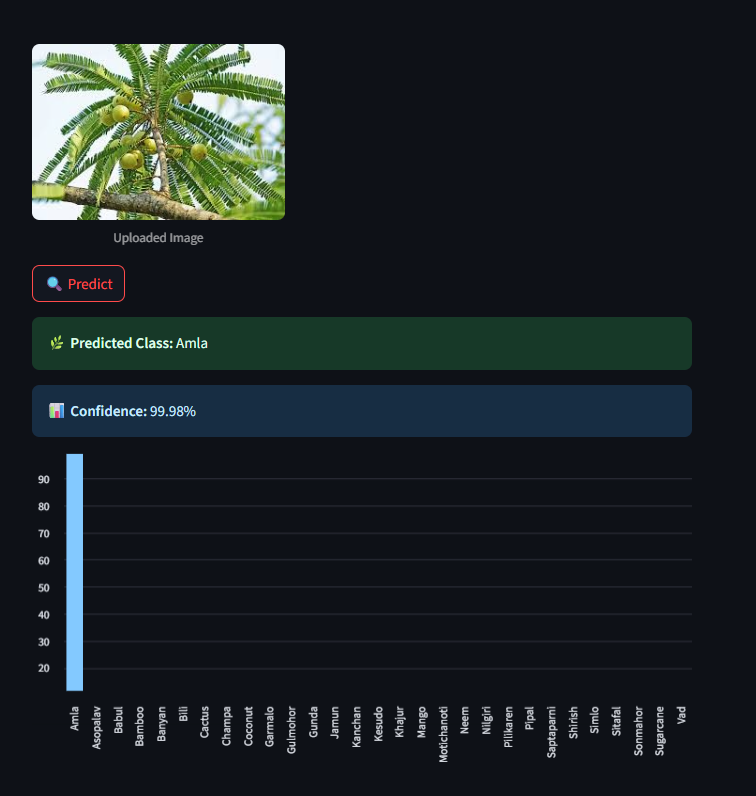 Uploaded Image
Predict
Predicted Class: Amla
Confidence: 99.98%
90
80
70
60
50
40
30
20
Amla
Asopalav
Babul
Bamboo
Banyan
Bili
Cactus
Champa
Coconut
Garmalo
Gulmohor
Gunda
Jamun
Kanchan
Kesudo
Khajur
Mango
Motichanoti
Neem
Nilgiri
Pilikaren
Pipal
Saptaparni
Shirish
Simlo
Sitafal
Sonmahor
Sugarcane
Vad